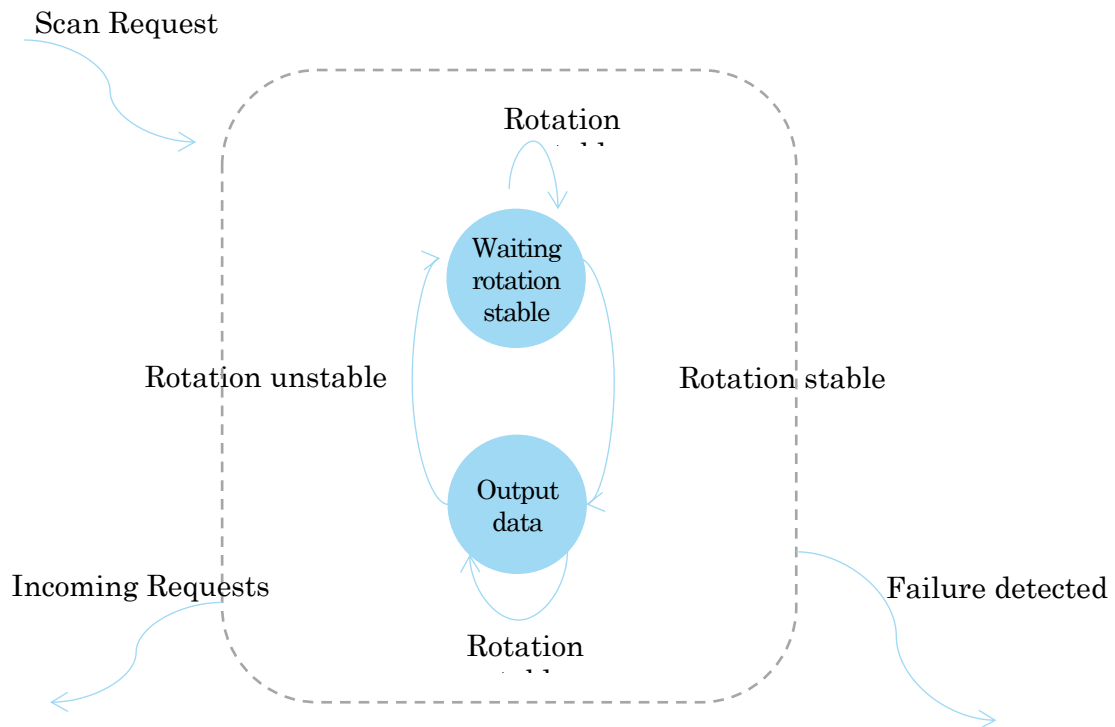 Scan Request
Rotation
Waiting
rotation
stable
Rotation unstable
Rotation stable
Output
data
Incoming Requests
Failure detected
Rotation